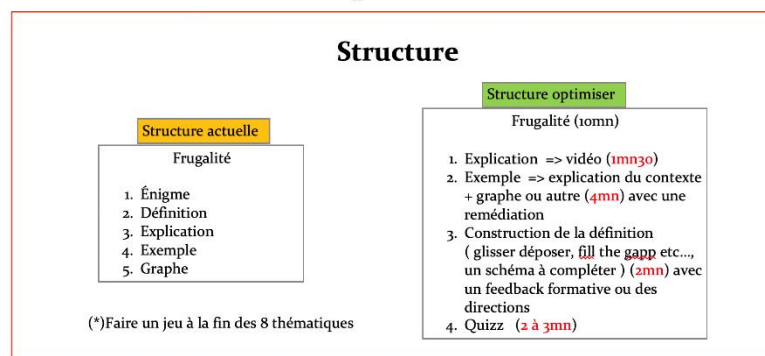 Structure
Structure actuelle
Frugalité
1. Énigme
2. Définition
3. Explication
4. Exemple
5. Graphe
(*)Faire un jeu à la fin des 8 thématiques
Structure optimiser
Frugalité (10mn)
1. Explication => vidéo (1mn30)
2. Exemple => explication du contexte
+ graphe ou autre (4mn) avec une
remédiation
3. Construction de la définition
( glisser déposer, fill the gapp etc...,
un schéma à compléter ) (2mn) avec
un feedback formative ou des
directions
4. Quizz (2 à 3mn)